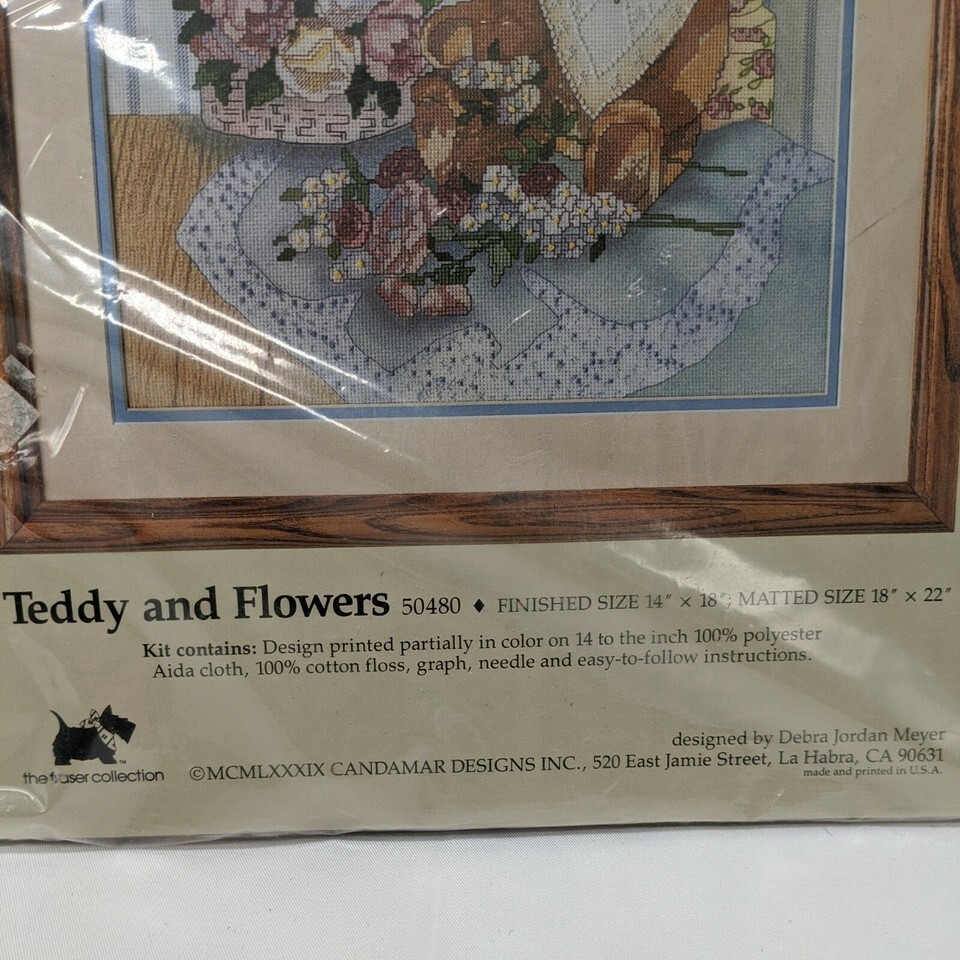 Teddy and Flowers 50480 ♦ FINISHED SIZE 14" × 18"; MATTED SIZE 18" × 22"
Kit contains: Design printed partially in color on 14 to the inch 100% polyester
Aida cloth, 100% cotton floss, graph, needle and easy-to-follow instructions.
designed by Debra Jordan Meyer
the fraser collection ©MCMLXXXIX CANDAMAR DESIGNS INC., 520 East Jamie Street, La Habra, CA 90631
made and printed in U.S.A.